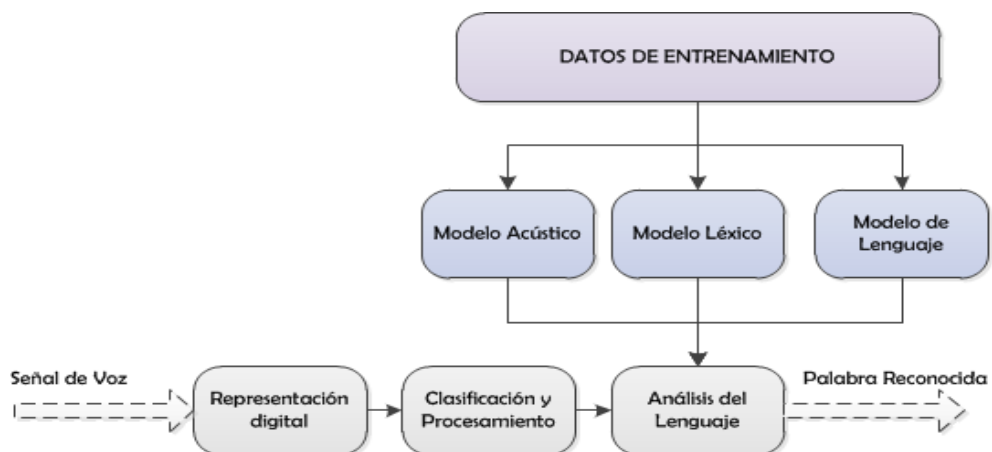 DATOS DE ENTRENAMIENTO
Modelo Acústico
Modelo Léxico
Modelo de
Lenguaje
Señal de Voz
Representación
digital
Clasificación y
Procesamiento
Análisis del
Lenguaje
Palabra Reconocida